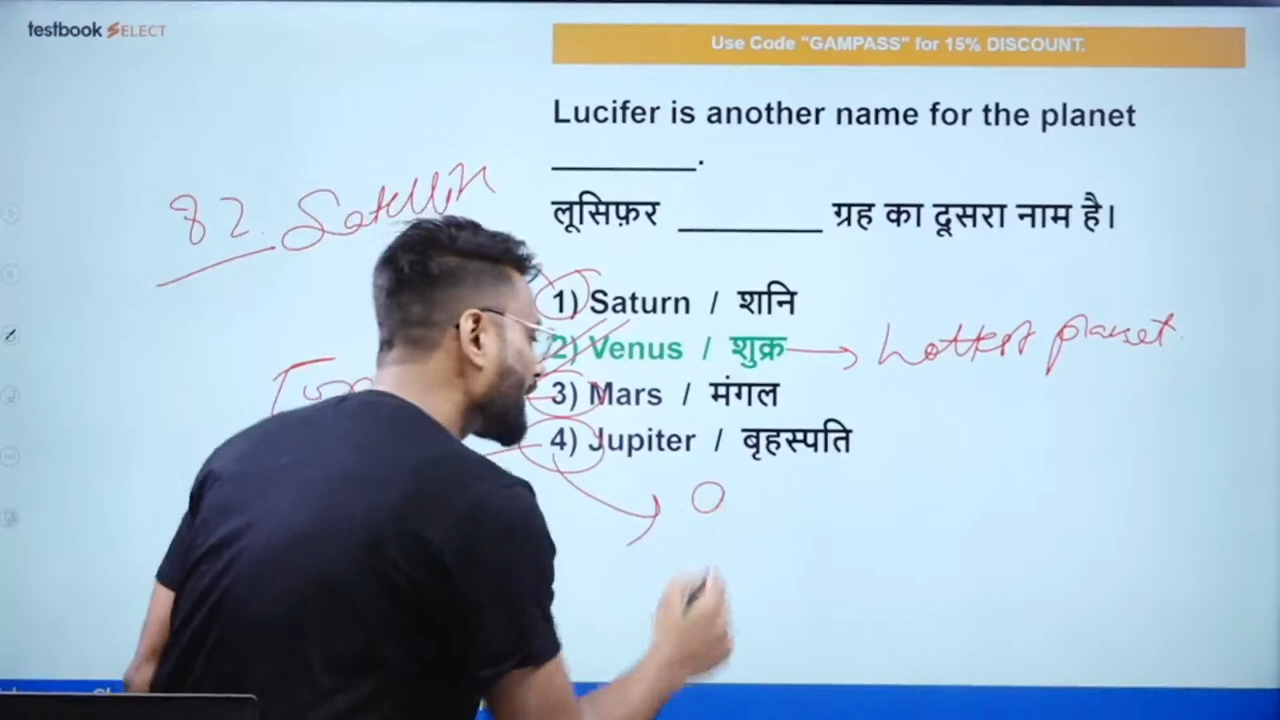 testbook SELECT
Use Code "GAMPASS" for 15% DISCOUNT.
Lucifer is another name for the planet
________.
लूसिफ़र ________ ग्रह का दूसरा नाम है।
82 Satellite
1) Saturn / शनि
2) Venus / शुक्र → hottest planet
3) Mars / मंगल
4) Jupiter / बृहस्पति